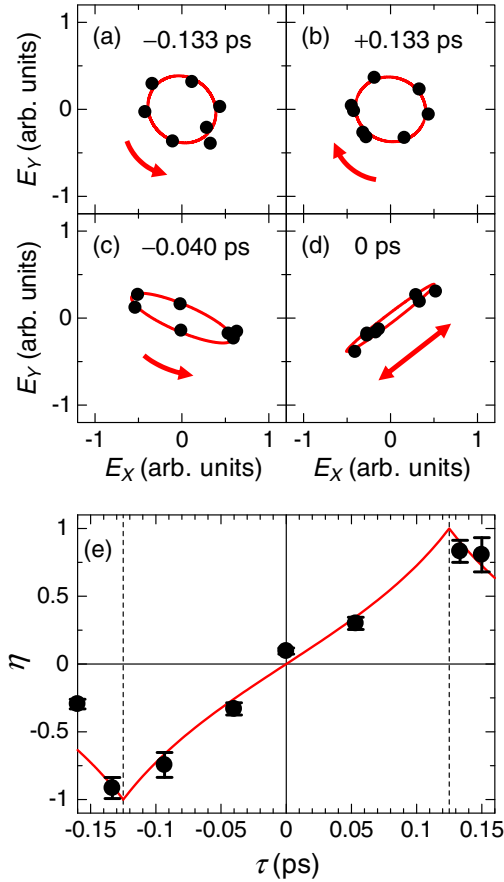 (a) −0.133 ps
(b) +0.133 ps
1
0
-1
E_Y (arb. units)
(c) −0.040 ps
(d) 0 ps
1
0
-1
E_Y (arb. units)
-1 0 1
-1 0 1
E_X (arb. units)
E_X (arb. units)
(e)
1
0.5
0
-0.5
-1
η
-0.15 -0.1 -0.05 0 0.05 0.1 0.15
τ (ps)